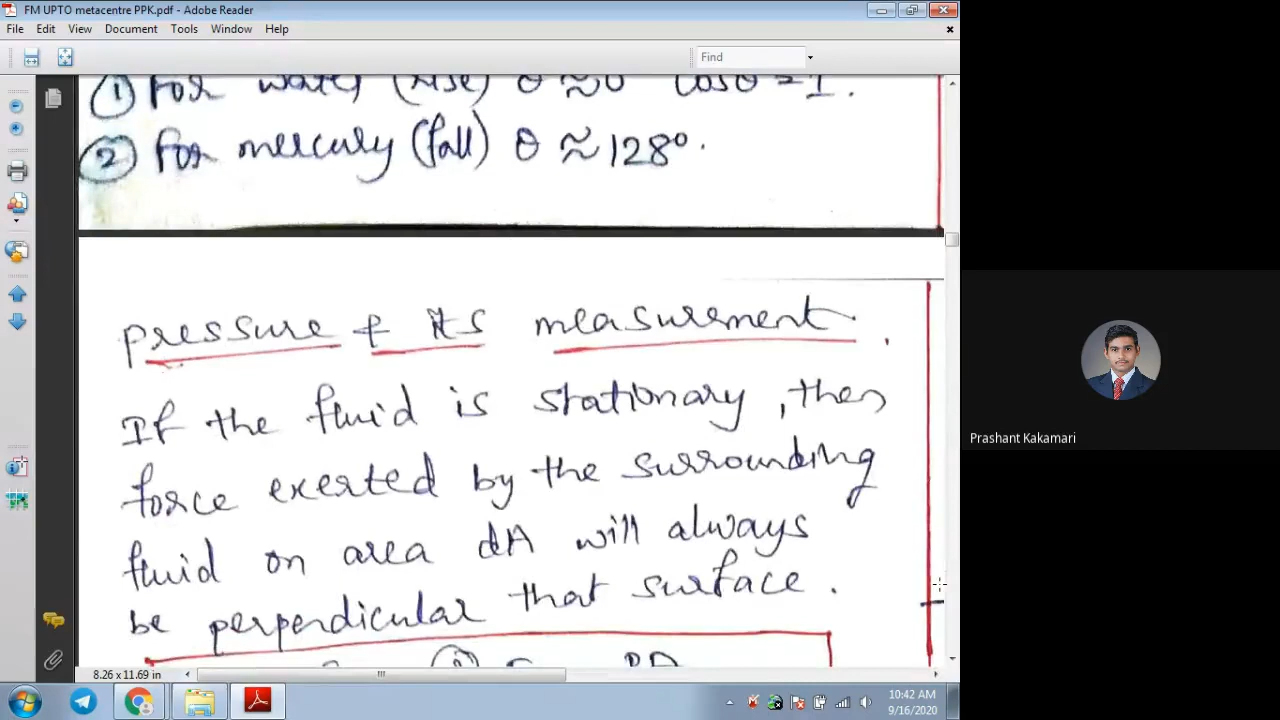 FM UPTO metacentre PPK.pdf - Adobe Reader
File Edit View Document Tools Window Help
Find
① For water (rise) θ ≈ 0 cosθ = 1.
② For mercury (fall) θ ≈ 128°.
pressure & its measurement.
If the fluid is stationary, then
force exerted by the surrounding
fluid on area dA will always
be perpendicular that surface.
Prashant Kakamari
8.26 x 11.69 in
10:42 AM
9/16/2020